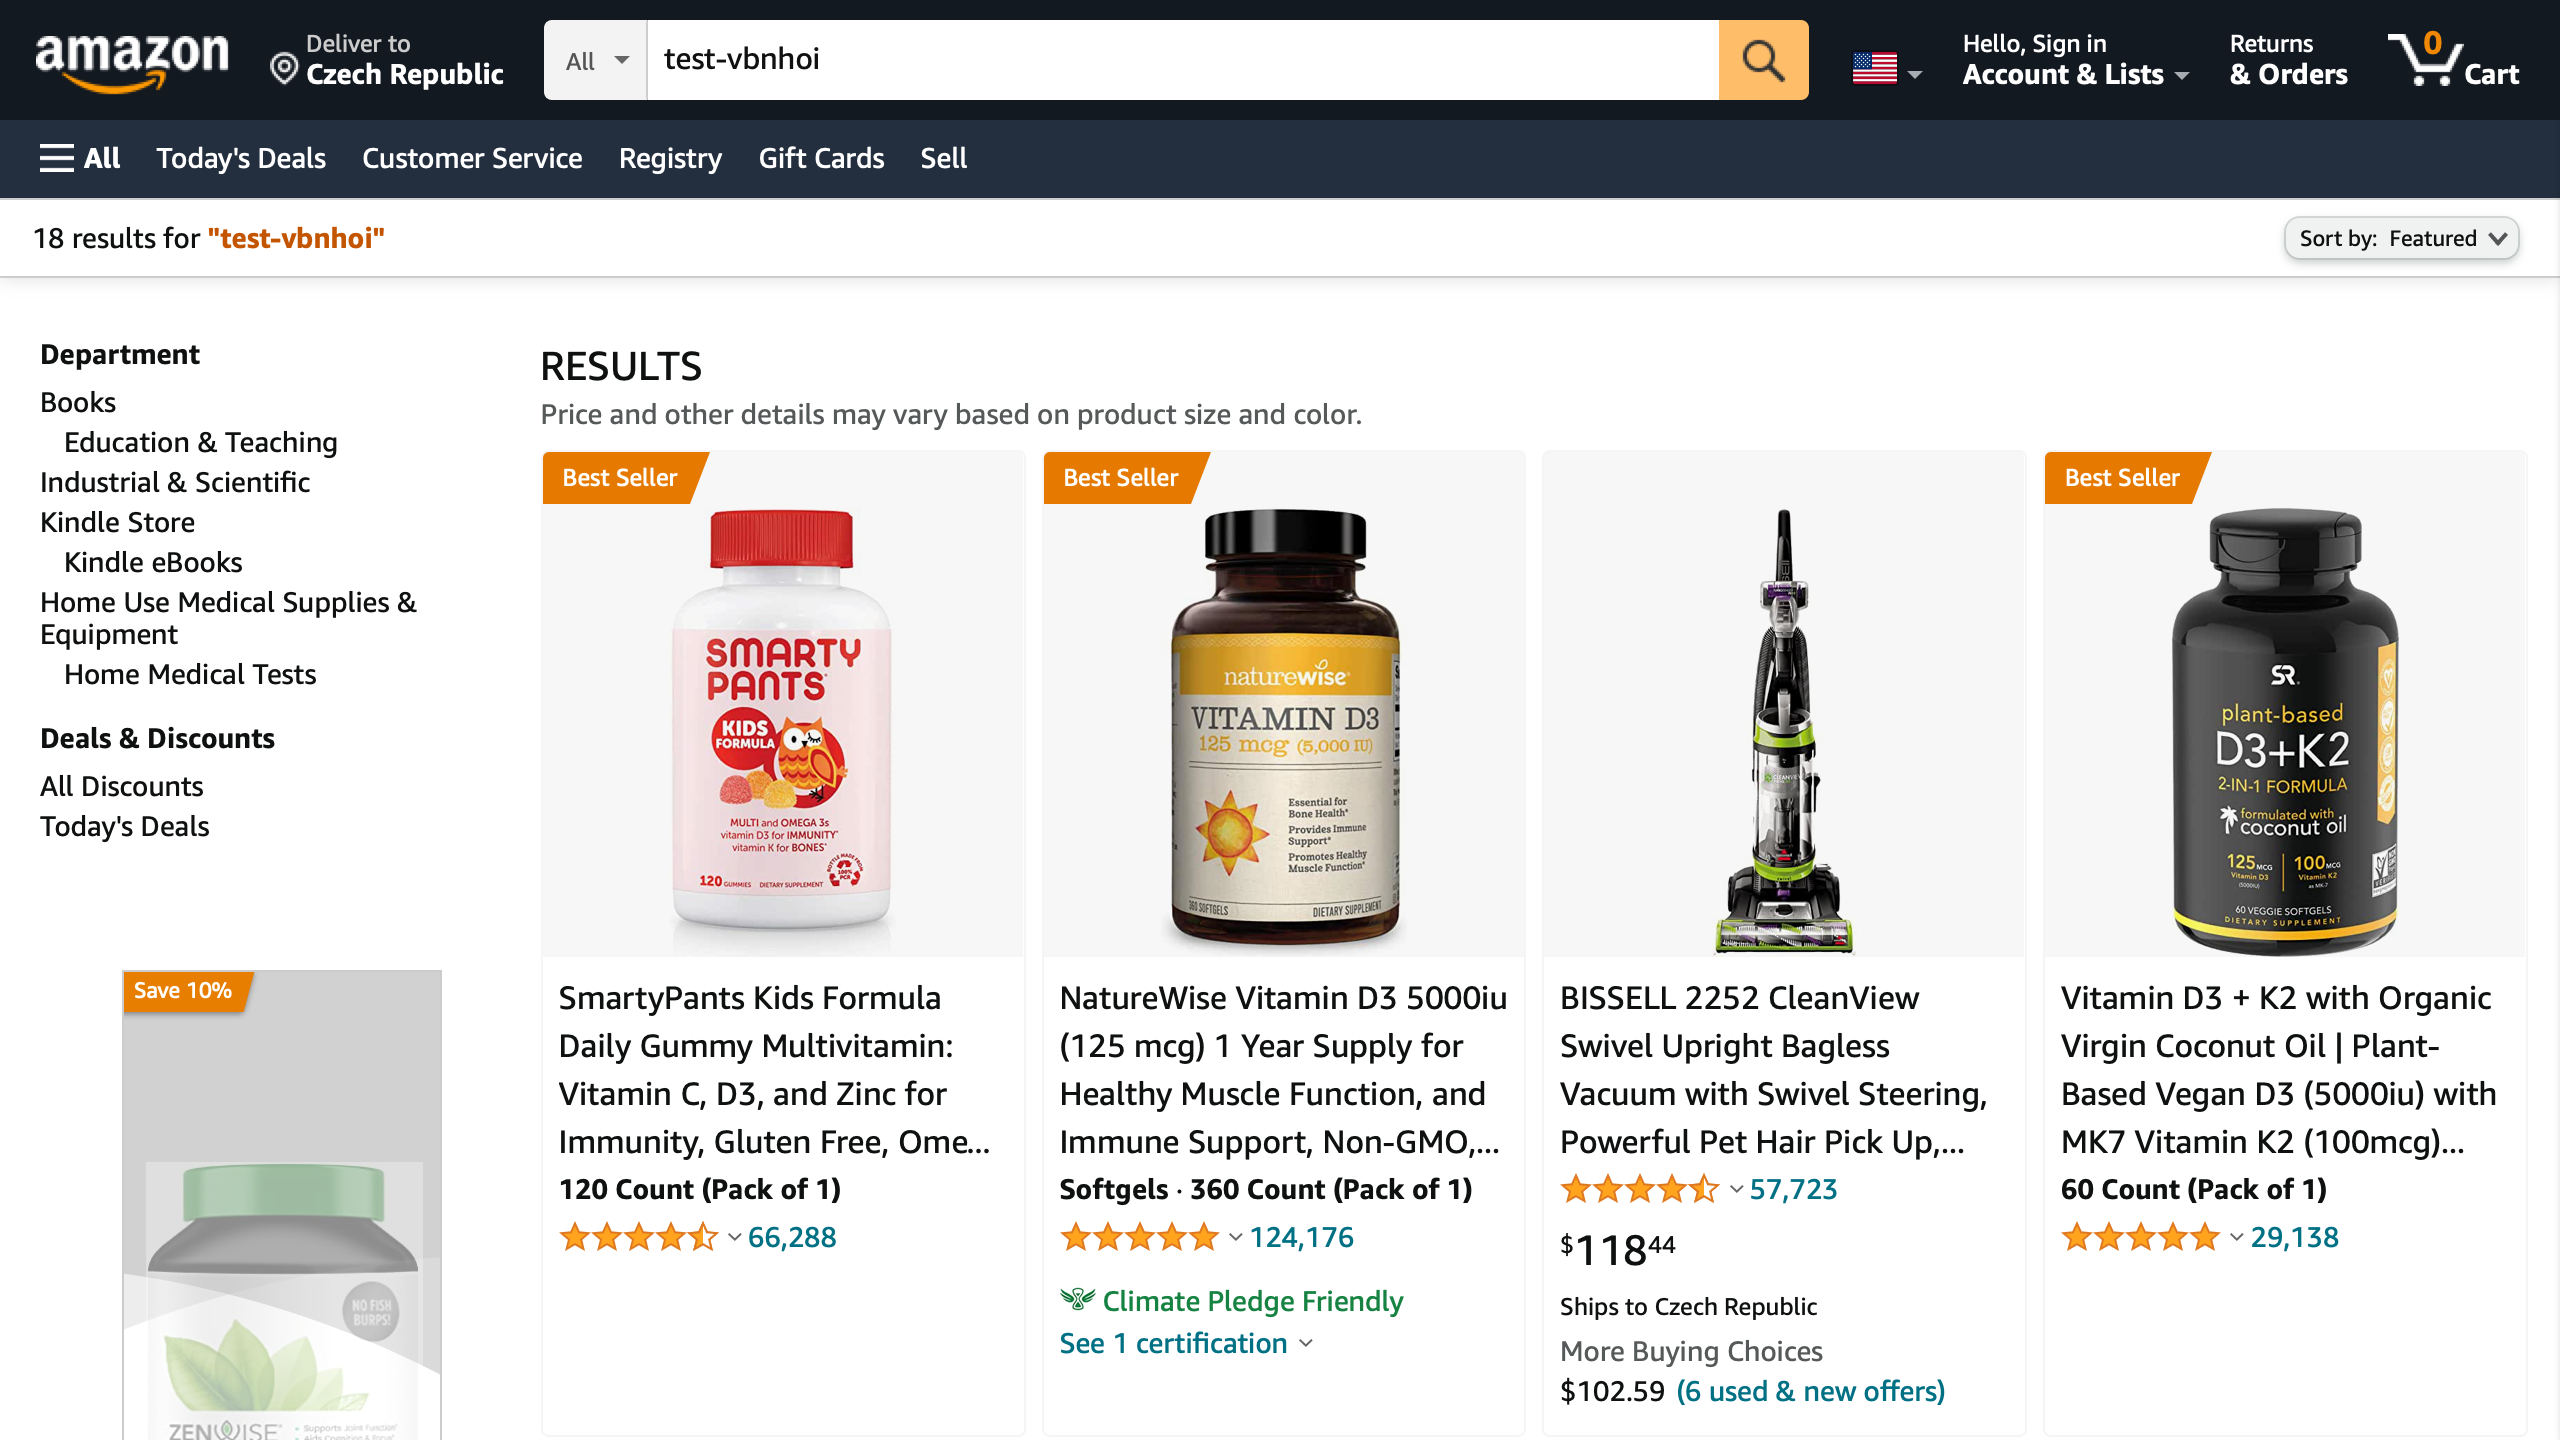 amazon
Deliver to
Czech Republic
All
test-vbnhoi
Hello, Sign in
Account & Lists
Returns
& Orders
0
Cart
All
Today's Deals
Customer Service
Registry
Gift Cards
Sell
18 results for "test-vbnhoi"
Sort by: Featured
Department
Books
Education & Teaching
Industrial & Scientific
Kindle Store
Kindle eBooks
Home Use Medical Supplies &
Equipment
Home Medical Tests
Deals & Discounts
All Discounts
Today's Deals
Save 10%
NO FISH
BURPS!
ZENWISE
Supports Joint Function
RESULTS
Price and other details may vary based on product size and color.
Best Seller
SMARTY
PANTS
KIDS
FORMULA
MULTI and OMEGA 3s
vitamin D3 for IMMUNITY
vitamin K for BONES
120 GUMMIES DIETARY SUPPLEMENT
BOTTLE MADE FROM
100%
PCR
SmartyPants Kids Formula
Daily Gummy Multivitamin:
Vitamin C, D3, and Zinc for
Immunity, Gluten Free, Ome...
120 Count (Pack of 1)
66,288
Best Seller
naturewise
VITAMIN D3
125 mcg (5,000 IU)
Essential for
Bone Health*
Provides Immune
Support*
Promotes Healthy
Muscle Function*
360 SOFTGELS
DIETARY SUPPLEMENT
NatureWise Vitamin D3 5000iu
(125 mcg) 1 Year Supply for
Healthy Muscle Function, and
Immune Support, Non-GMO,...
Softgels · 360 Count (Pack of 1)
124,176
Climate Pledge Friendly
See 1 certification
BISSELL 2252 CleanView
Swivel Upright Bagless
Vacuum with Swivel Steering,
Powerful Pet Hair Pick Up,...
57,723
$118 44
Ships to Czech Republic
More Buying Choices
$102.59 (6 used & new offers)
Best Seller
SR
plant-based
D3+K2
2-IN-1 FORMULA
formulated with
coconut oil
125 MCG
Vitamin D3
(5000IU)
100 MCG
Vitamin K2
as MK-7
60 VEGGIE SOFTGELS
DIETARY SUPPLEMENT
Vitamin D3 + K2 with Organic
Virgin Coconut Oil | Plant-
Based Vegan D3 (5000iu) with
MK7 Vitamin K2 (100mcg)...
60 Count (Pack of 1)
29,138